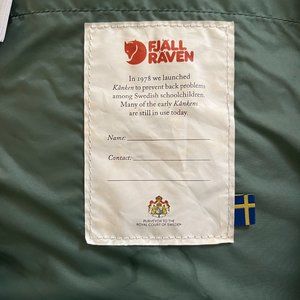 FJÄLL
RÄVEN
In 1978 we launched
Kånken to prevent back problems
among Swedish schoolchildren.
Many of the early Kånkens
are still in use today.
Name:
Contact:
PURVEYOR TO THE
ROYAL COURT OF SWEDEN